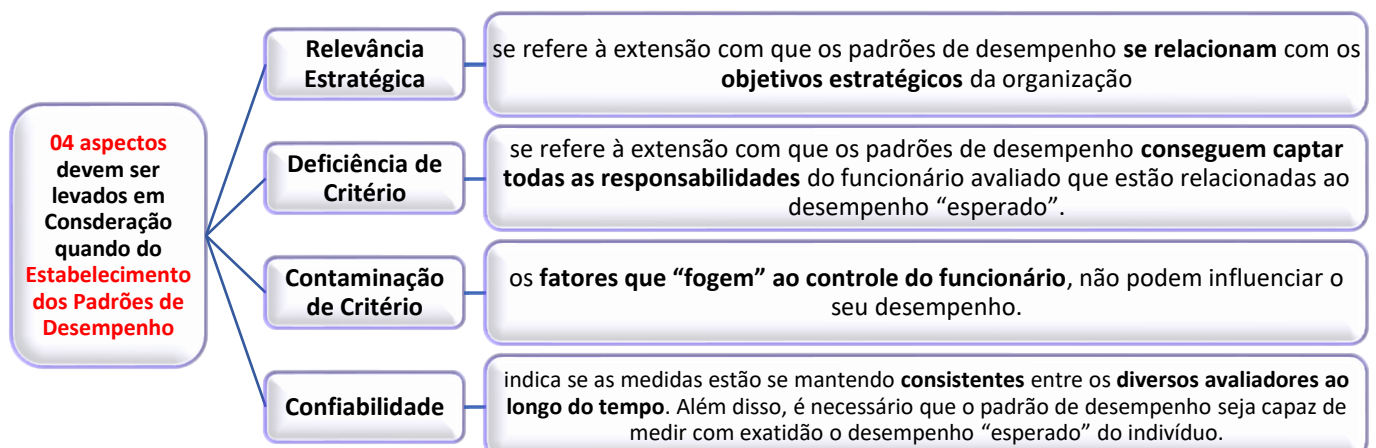 04 aspectos
devem ser
levados em
Consderação
quando do
Estabelecimento
dos Padrões de
Desempenho
Relevância
Estratégica
se refere à extensão com que os padrões de desempenho se relacionam com os
objetivos estratégicos da organização
Deficiência de
Critério
se refere à extensão com que os padrões de desempenho conseguem captar
todas as responsabilidades do funcionário avaliado que estão relacionadas ao
desempenho “esperado”.
Contaminação
de Critério
os fatores que “fogem” ao controle do funcionário, não podem influenciar o
seu desempenho.
Confiabilidade
indica se as medidas estão se mantendo consistentes entre os diversos avaliadores ao
longo do tempo. Além disso, é necessário que o padrão de desempenho seja capaz de
medir com exatidão o desempenho “esperado” do indivíduo.